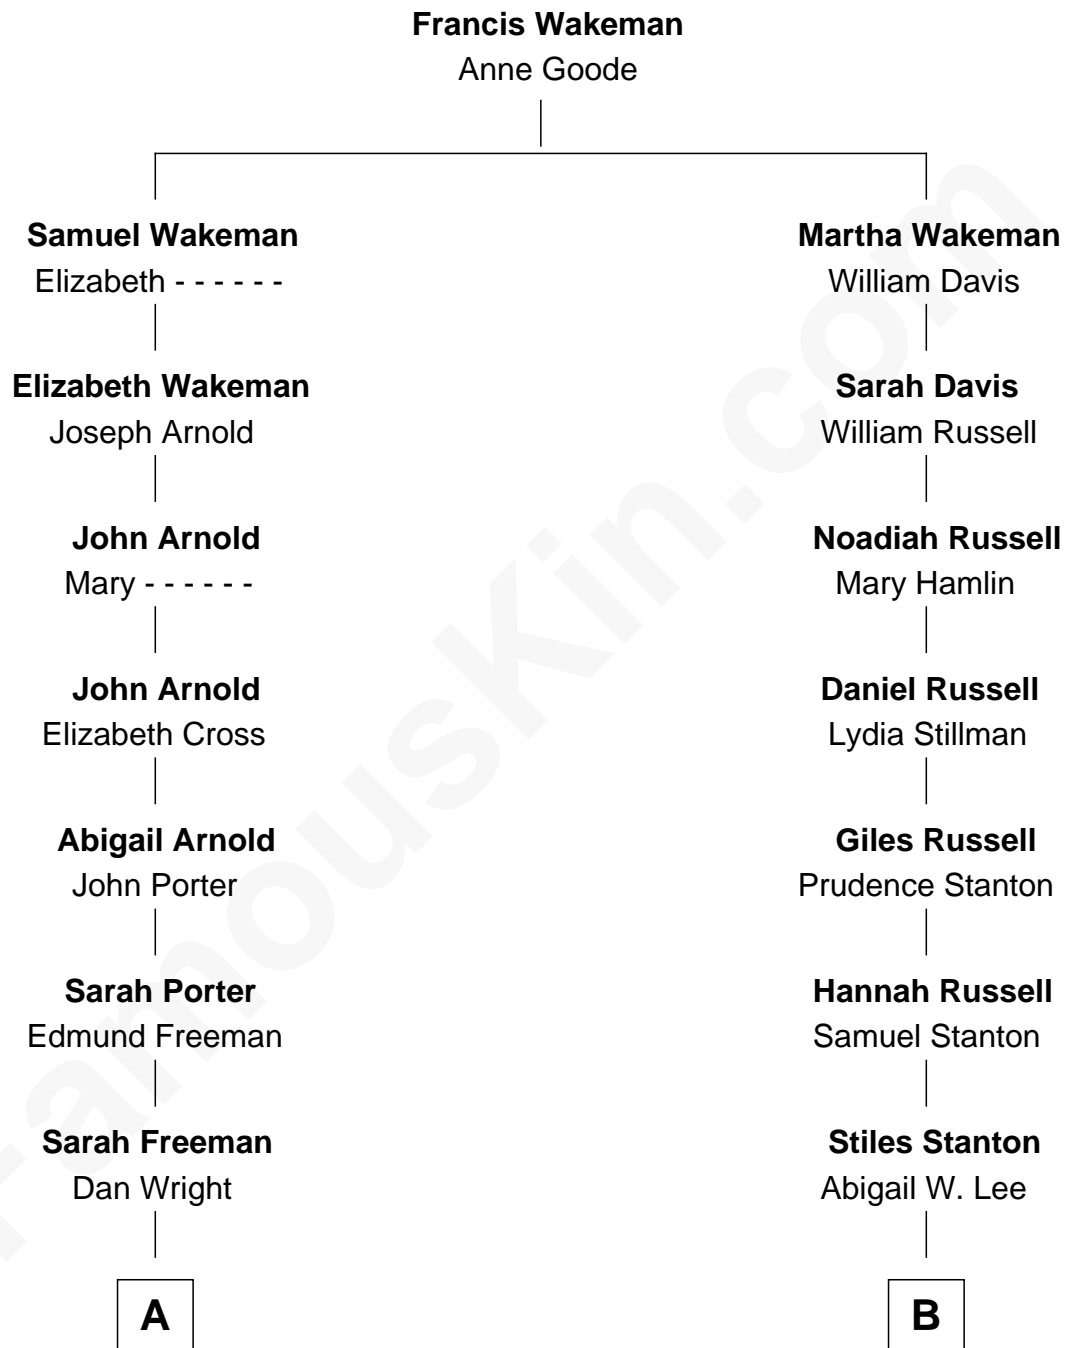 Francis Wakeman
Anne Goode
Samuel Wakeman
Elizabeth - - - - - -
Martha Wakeman
William Davis
Elizabeth Wakeman
Joseph Arnold
Sarah Davis
William Russell
John Arnold
Mary - - - - - -
Noadiah Russell
Mary Hamlin
John Arnold
Elizabeth Cross
Daniel Russell
Lydia Stillman
Abigail Arnold
John Porter
Giles Russell
Prudence Stanton
Sarah Porter
Edmund Freeman
Hannah Russell
Samuel Stanton
Sarah Freeman
Dan Wright
Stiles Stanton
Abigail W. Lee
A
B
FamousKin.com